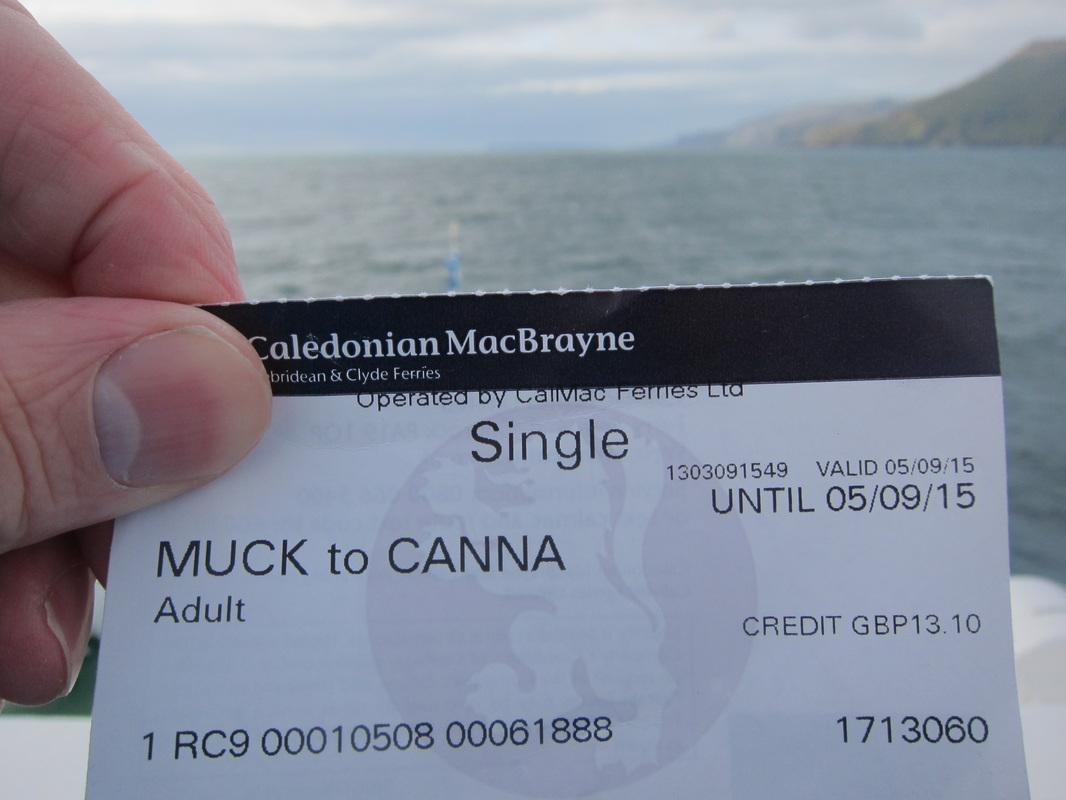 Caledonian MacBrayne
bridean & Clyde Ferries
Operated by CalMac Ferries Ltd
Single
1303091549 VALID 05/09/15
UNTIL 05/09/15
MUCK to CANNA
Adult
CREDIT GBP13.10
1 RC9 00010508 00061888 1713060